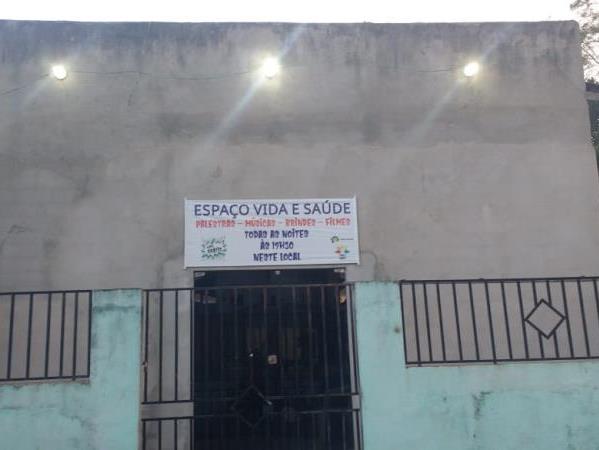 ESPAÇO VIDA E SAÚDE
PALESTRAS - MÚSICAS - BRINDES - FILMES
TODAS AS NOITES
ÀS 19H30
NESTE LOCAL